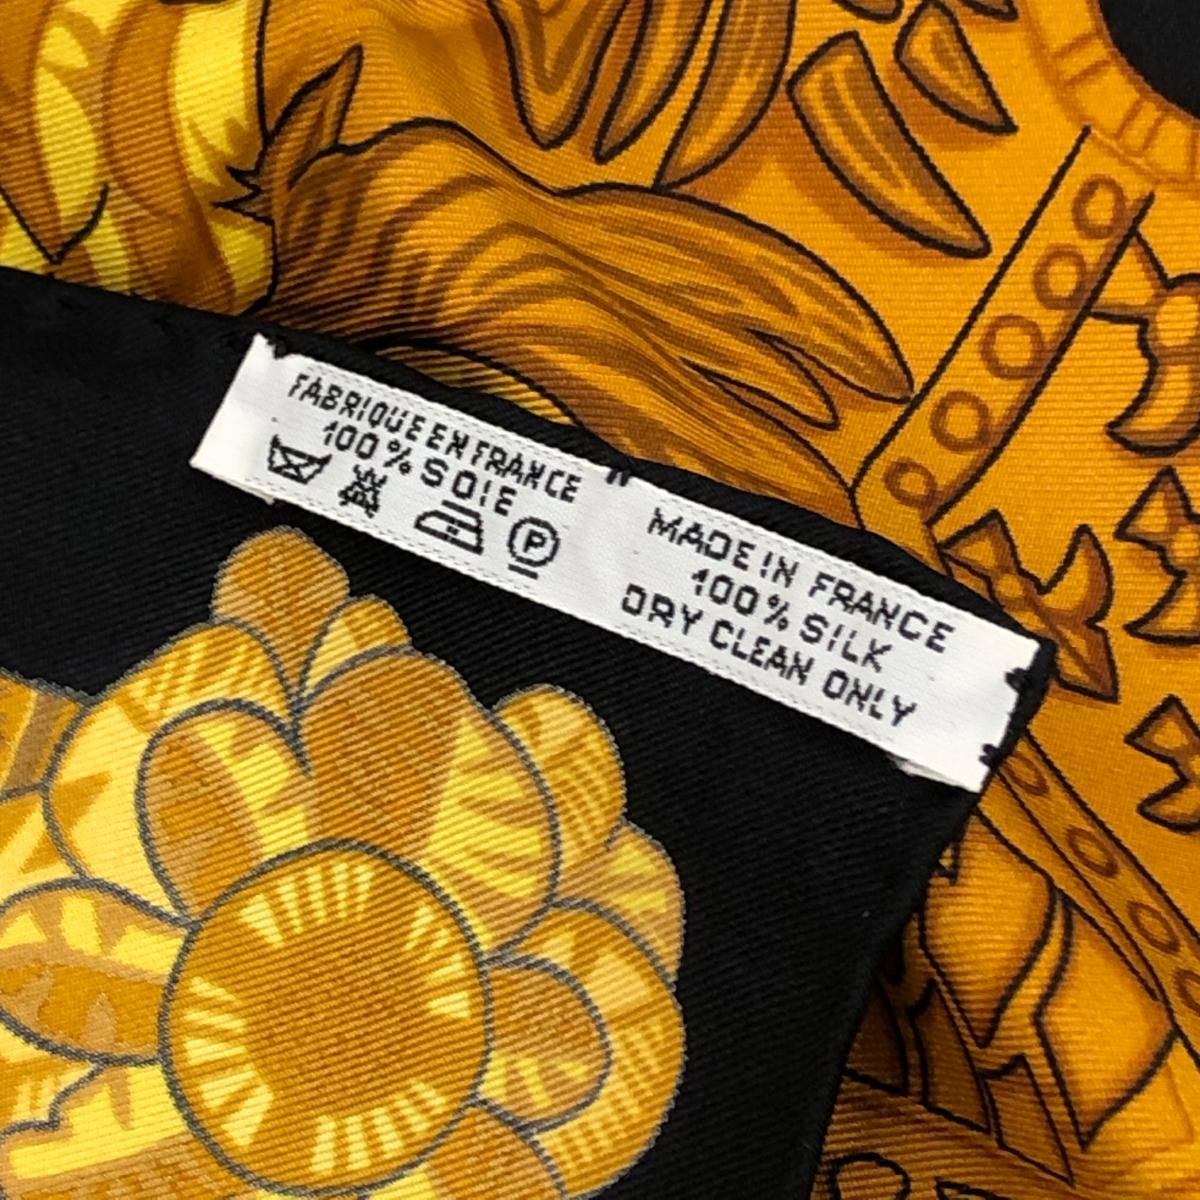 FABRIQUE EN FRANCE
100% SOIE
P
MADE IN FRANCE
100% SILK
DRY CLEAN ONLY